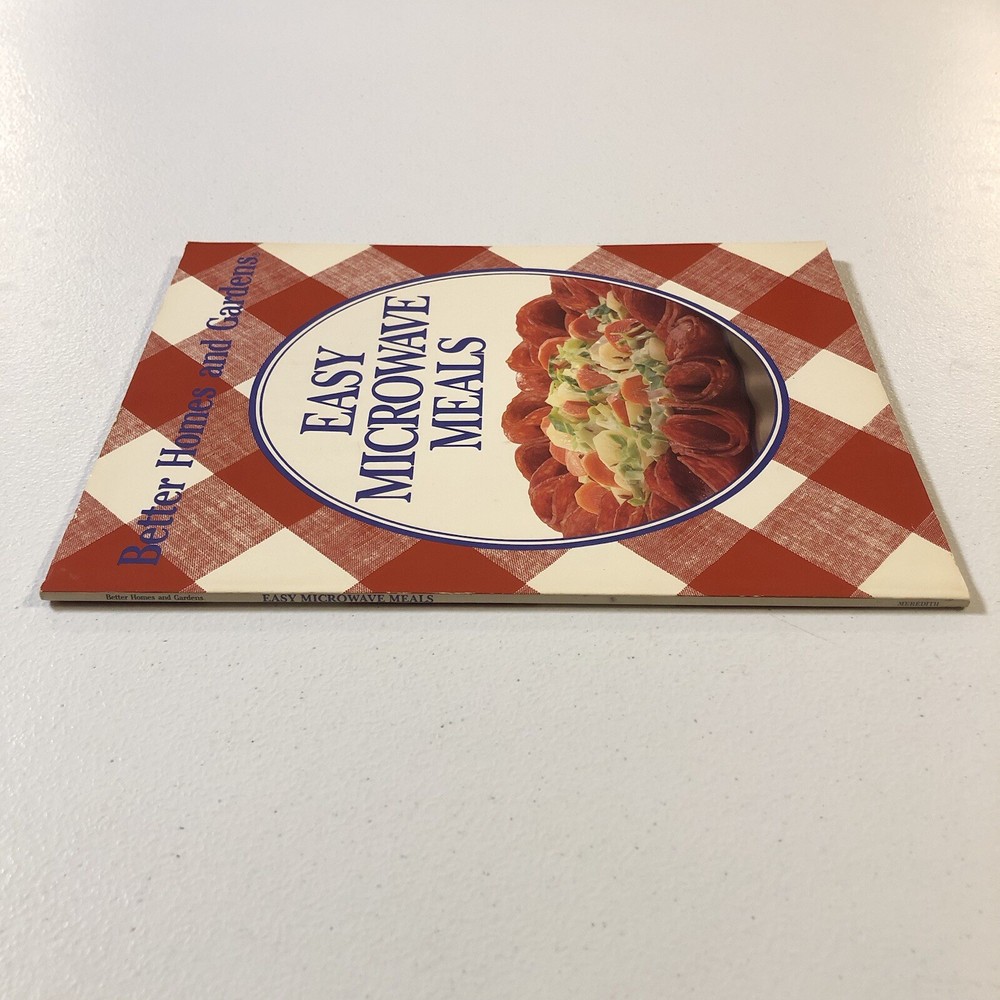 Better Homes and Gardens
EASY
MICROWAVE
MEALS
Better Homes and Gardens
EASY MICROWAVE MEALS
MEREDITH